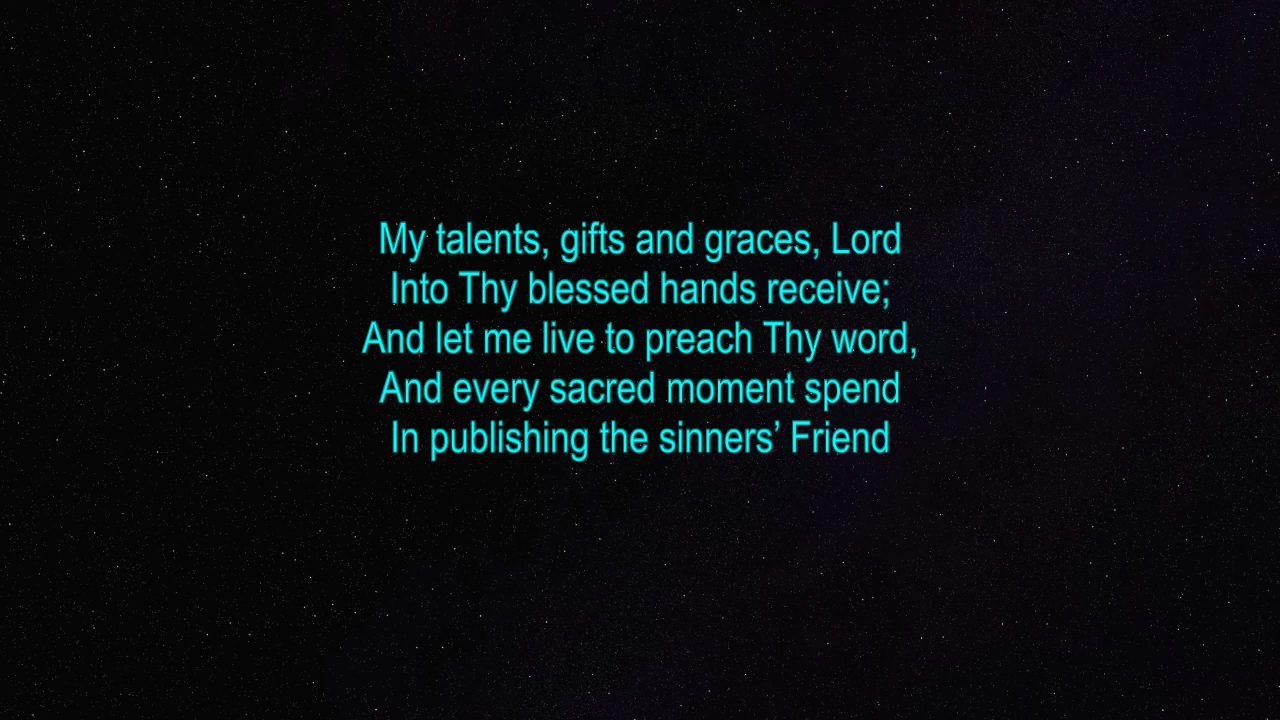 My talents, gifts and graces, Lord
Into Thy blessed hands receive;
And let me live to preach Thy word,
And every sacred moment spend
In publishing the sinners’ Friend